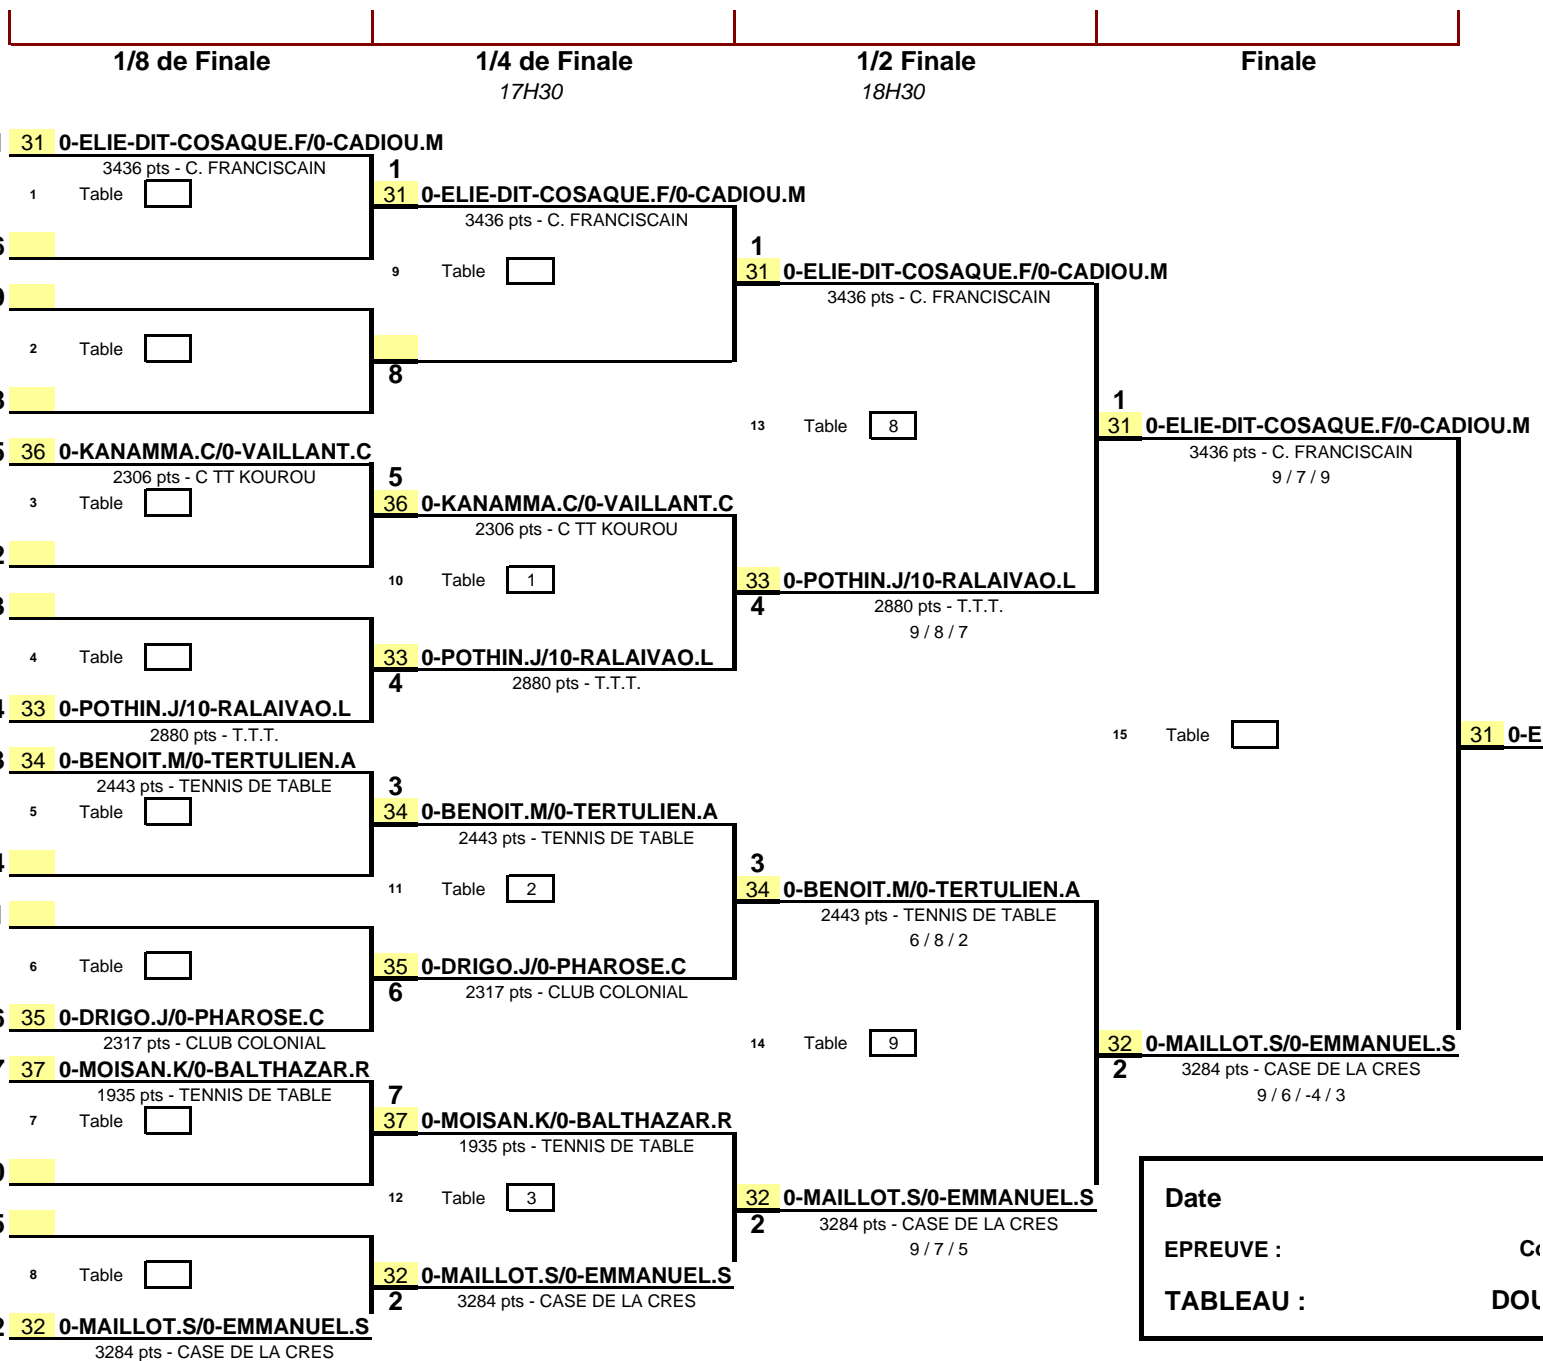 1/8 de Finale 1/4 de Finale 1/2 Finale Finale
17H30 18H30
31 0-ELIE-DIT-COSAQUE.F/0-CADIOU.M
3436 pts - C. FRANCISCAIN
1 Table
5 36 0-KANAMMA.C/0-VAILLANT.C
2306 pts - C TT KOUROU
2 Table
3 Table
4 Table
4 33 0-POTHIN.J/10-RALAIVAO.L
2880 pts - T.T.T.
3 34 0-BENOIT.M/0-TERTULIEN.A
2443 pts - TENNIS DE TABLE
5 Table
6 Table
6 35 0-DRIGO.J/0-PHAROSE.C
2317 pts - CLUB COLONIAL
7 37 0-MOISAN.K/0-BALTHAZAR.R
1935 pts - TENNIS DE TABLE
7 Table
8 Table
2 32 0-MAILLOT.S/0-EMMANUEL.S
3284 pts - CASE DE LA CRES
1
31 0-ELIE-DIT-COSAQUE.F/0-CADIOU.M
3436 pts - C. FRANCISCAIN
9 Table
8
5
36 0-KANAMMA.C/0-VAILLANT.C
2306 pts - C TT KOUROU
10 Table 1
33 0-POTHIN.J/10-RALAIVAO.L
4 2880 pts - T.T.T.
3
34 0-BENOIT.M/0-TERTULIEN.A
2443 pts - TENNIS DE TABLE
11 Table 2
35 0-DRIGO.J/0-PHAROSE.C
6 2317 pts - CLUB COLONIAL
7
37 0-MOISAN.K/0-BALTHAZAR.R
1935 pts - TENNIS DE TABLE
12 Table 3
32 0-MAILLOT.S/0-EMMANUEL.S
2 3284 pts - CASE DE LA CRES
1
31 0-ELIE-DIT-COSAQUE.F/0-CADIOU.M
3436 pts - C. FRANCISCAIN
13 Table 8
33 0-POTHIN.J/10-RALAIVAO.L
4 2880 pts - T.T.T.
9 / 8 / 7
3
34 0-BENOIT.M/0-TERTULIEN.A
2443 pts - TENNIS DE TABLE
6 / 8 / 2
14 Table 9
32 0-MAILLOT.S/0-EMMANUEL.S
2 3284 pts - CASE DE LA CRES
9 / 7 / 5
1
31 0-ELIE-DIT-COSAQUE.F/0-CADIOU.M
3436 pts - C. FRANCISCAIN
9 / 7 / 9
15 Table
32 0-MAILLOT.S/0-EMMANUEL.S
2 3284 pts - CASE DE LA CRES
9 / 6 / -4 / 3
31 0-E
Date
EPREUVE :
TABLEAU : DOU